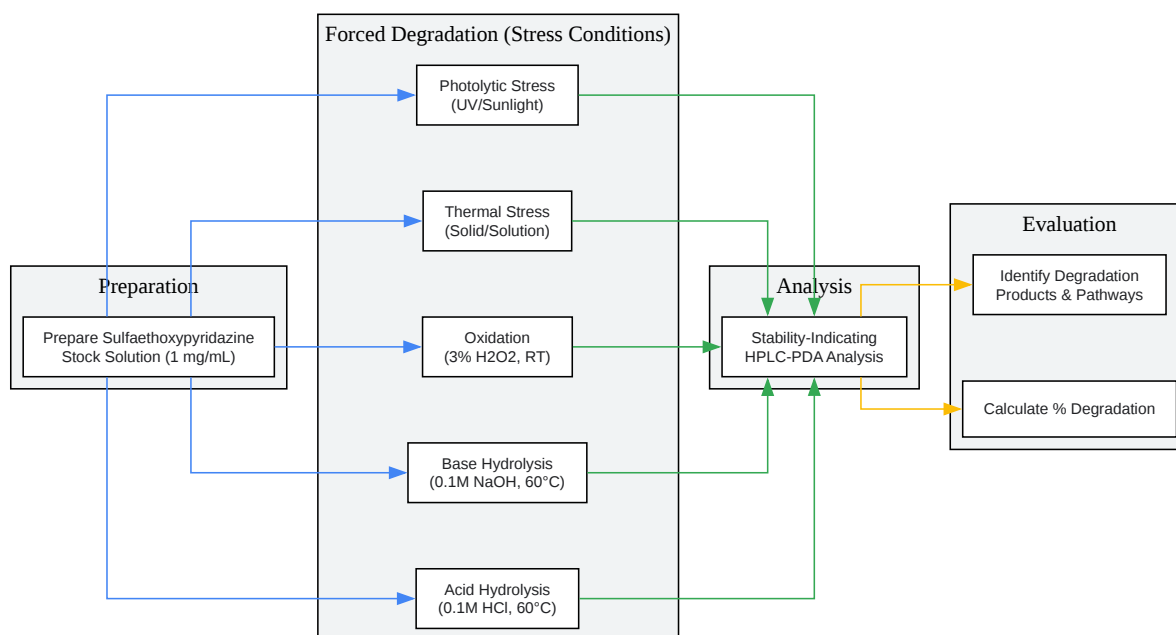 Forced Degradation (Stress Conditions)
Photolytic Stress
(UV/Sunlight)
Thermal Stress
(Solid/Solution)
Oxidation
(3% H2O2, RT)
Base Hydrolysis
(0.1M NaOH, 60°C)
Acid Hydrolysis
(0.1M HCl, 60°C)
Preparation
Prepare Sulfaethoxypyridazine
Stock Solution (1 mg/mL)
Analysis
Stability-Indicating
HPLC-PDA Analysis
Evaluation
Identify Degradation
Products & Pathways
Calculate % Degradation